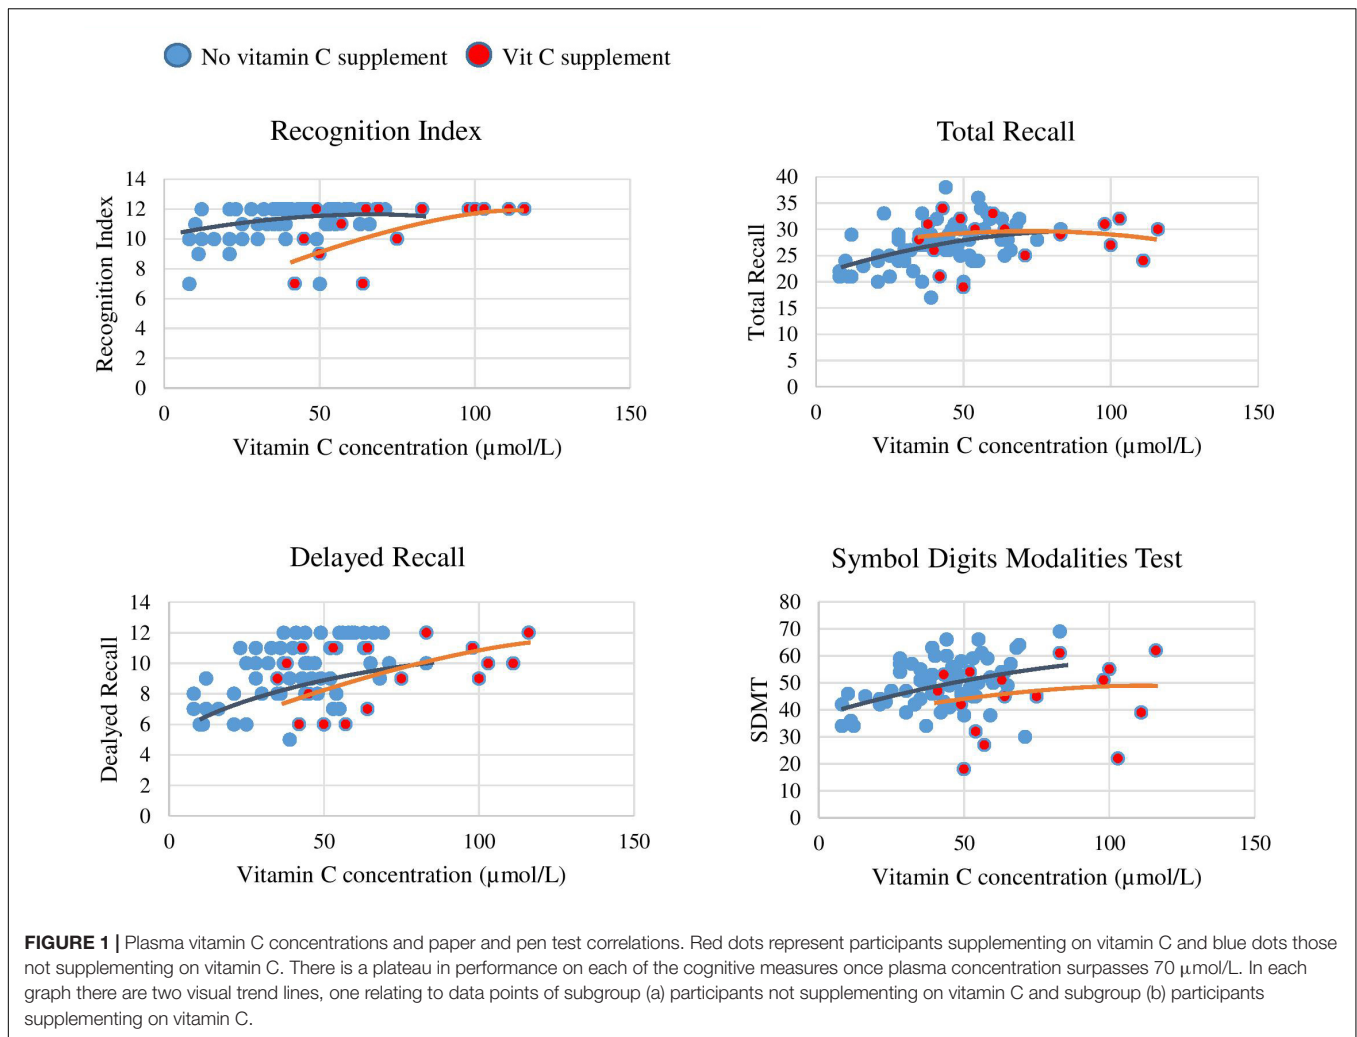 No vitamin C supplement
Vit C supplement
Recognition Index
14
12
10
8
6
4
2
0
Recognition Index
0 50 100 150
Vitamin C concentration (µmol/L)
Total Recall
40
35
30
25
20
15
10
5
0
Total Recall
0 50 100 150
Vitamin C concentration (µmol/L)
Delayed Recall
14
12
10
8
6
4
2
0
Dealyed Recall
0 50 100 150
Vitamin C concentration (µmol/L)
Symbol Digits Modalities Test
80
70
60
50
40
30
20
10
0
SDMT
0 50 100 150
Vitamin C concentration (µmol/L)
FIGURE 1 | Plasma vitamin C concentrations and paper and pen test correlations. Red dots represent participants supplementing on vitamin C and blue dots those
not supplementing on vitamin C. There is a plateau in performance on each of the cognitive measures once plasma concentration surpasses 70 µmol/L. In each
graph there are two visual trend lines, one relating to data points of subgroup (a) participants not supplementing on vitamin C and subgroup (b) participants
supplementing on vitamin C.